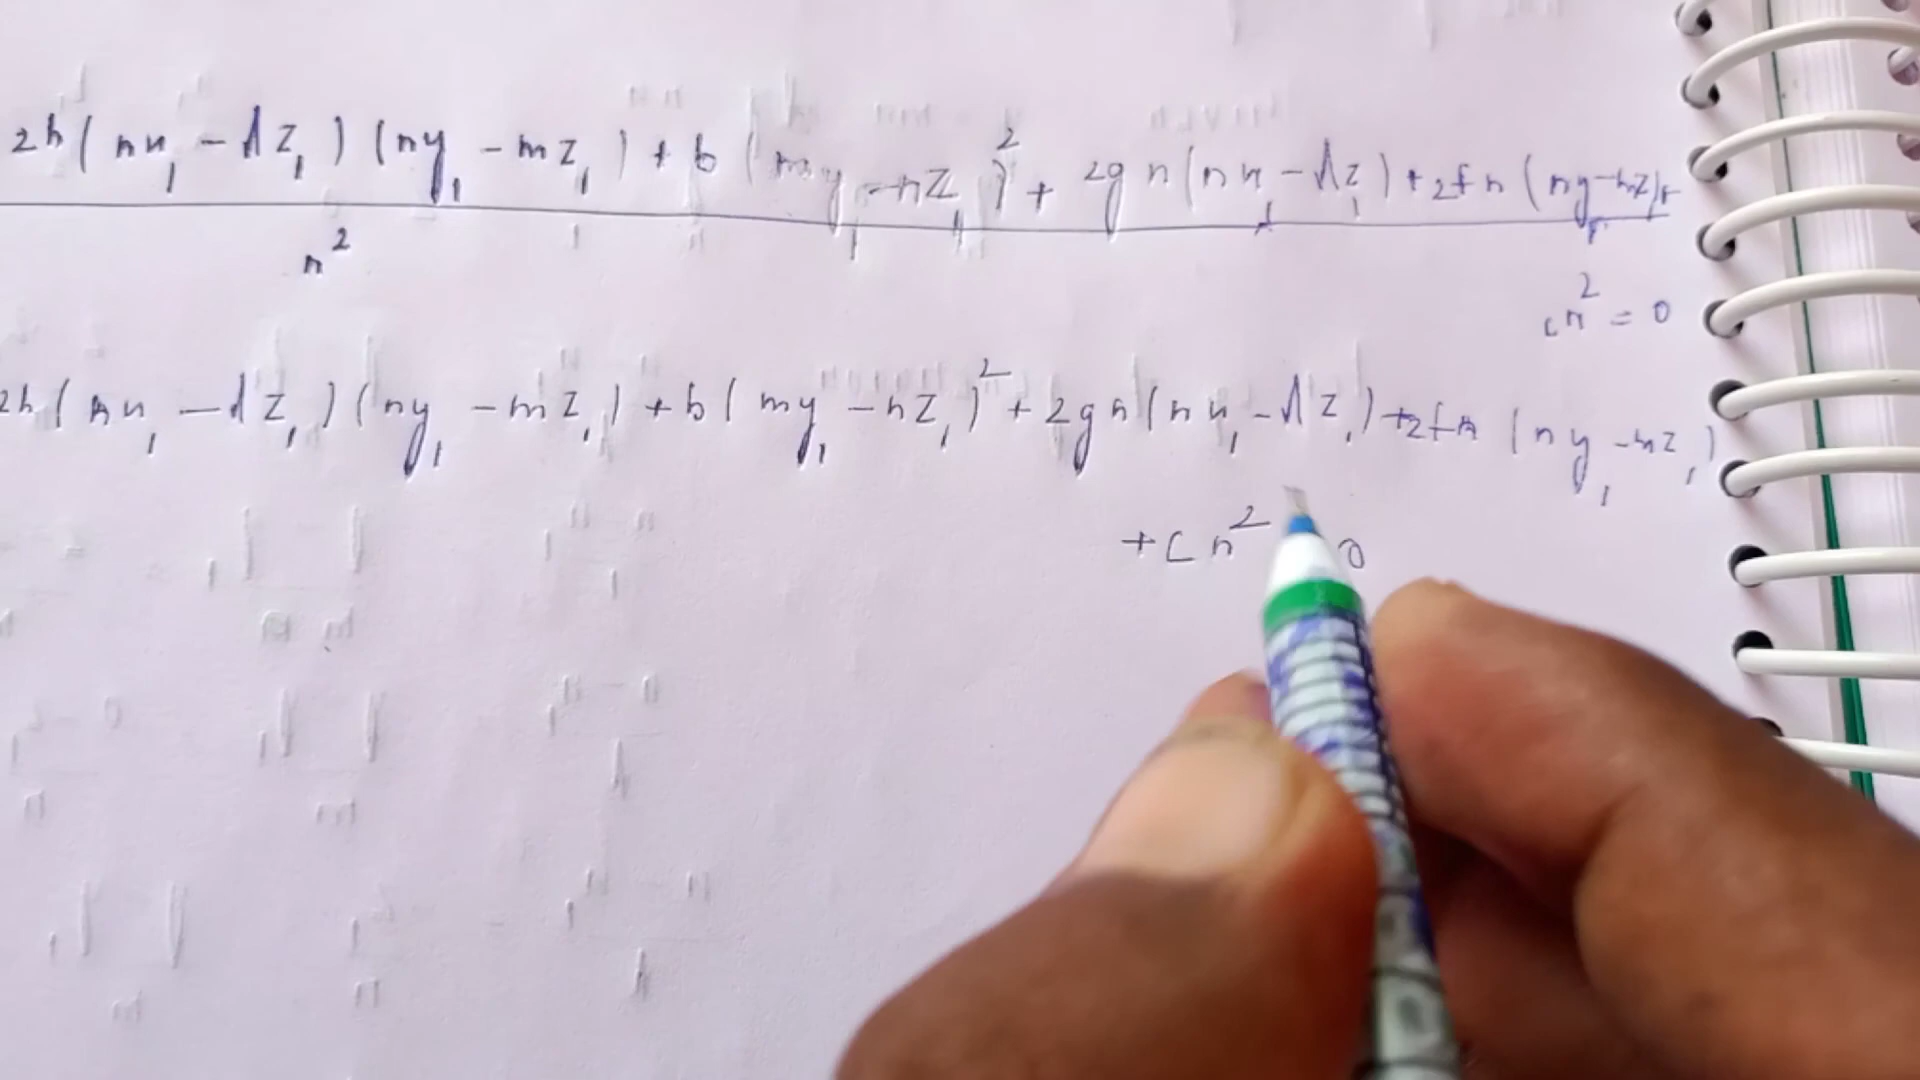 2h(nx₁ - lz₁)(ny₁ - mz₁) + b(my₁ - nz₁)² + 2gn(nx₁ - lz₁) + 2fn(ny₁ - mz₁) +
n²
cn² = 0
2h(nx₁ - lz₁)(ny₁ - mz₁) + b(my₁ - nz₁)² + 2gn(nx₁ - lz₁) + 2fn(ny₁ - mz₁)
+ cn² 0